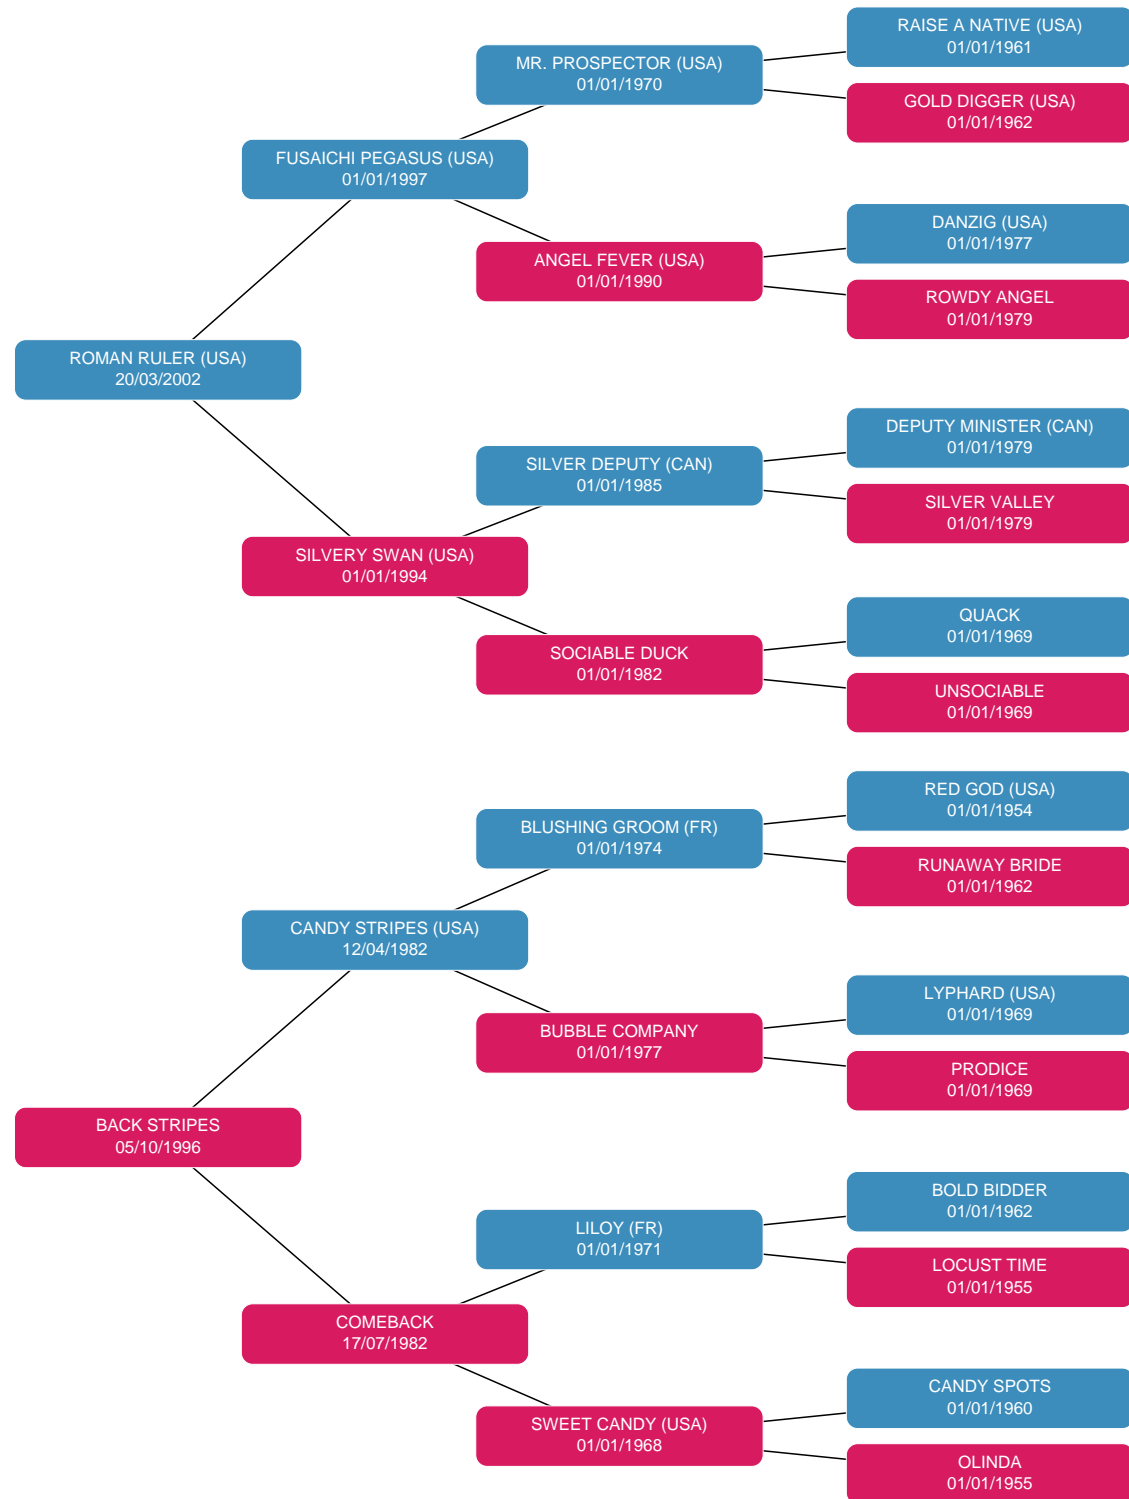 RAISE A NATIVE (USA)
01/01/1961
MR. PROSPECTOR (USA)
01/01/1970
GOLD DIGGER (USA)
01/01/1962
FUSAICHI PEGASUS (USA)
01/01/1997
DANZIG (USA)
01/01/1977
ANGEL FEVER (USA)
01/01/1990
ROWDY ANGEL
01/01/1979
ROMAN RULER (USA)
20/03/2002
DEPUTY MINISTER (CAN)
01/01/1979
SILVER DEPUTY (CAN)
01/01/1985
SILVER VALLEY
01/01/1979
SILVERY SWAN (USA)
01/01/1994
QUACK
01/01/1969
SOCIABLE DUCK
01/01/1982
UNSOCIABLE
01/01/1969
RED GOD (USA)
01/01/1954
BLUSHING GROOM (FR)
01/01/1974
RUNAWAY BRIDE
01/01/1962
CANDY STRIPES (USA)
12/04/1982
LYPHARD (USA)
01/01/1969
BUBBLE COMPANY
01/01/1977
PRODICE
01/01/1969
BACK STRIPES
05/10/1996
BOLD BIDDER
01/01/1962
LILOY (FR)
01/01/1971
LOCUST TIME
01/01/1955
COMEBACK
17/07/1982
CANDY SPOTS
01/01/1960
SWEET CANDY (USA)
01/01/1968
OLINDA
01/01/1955